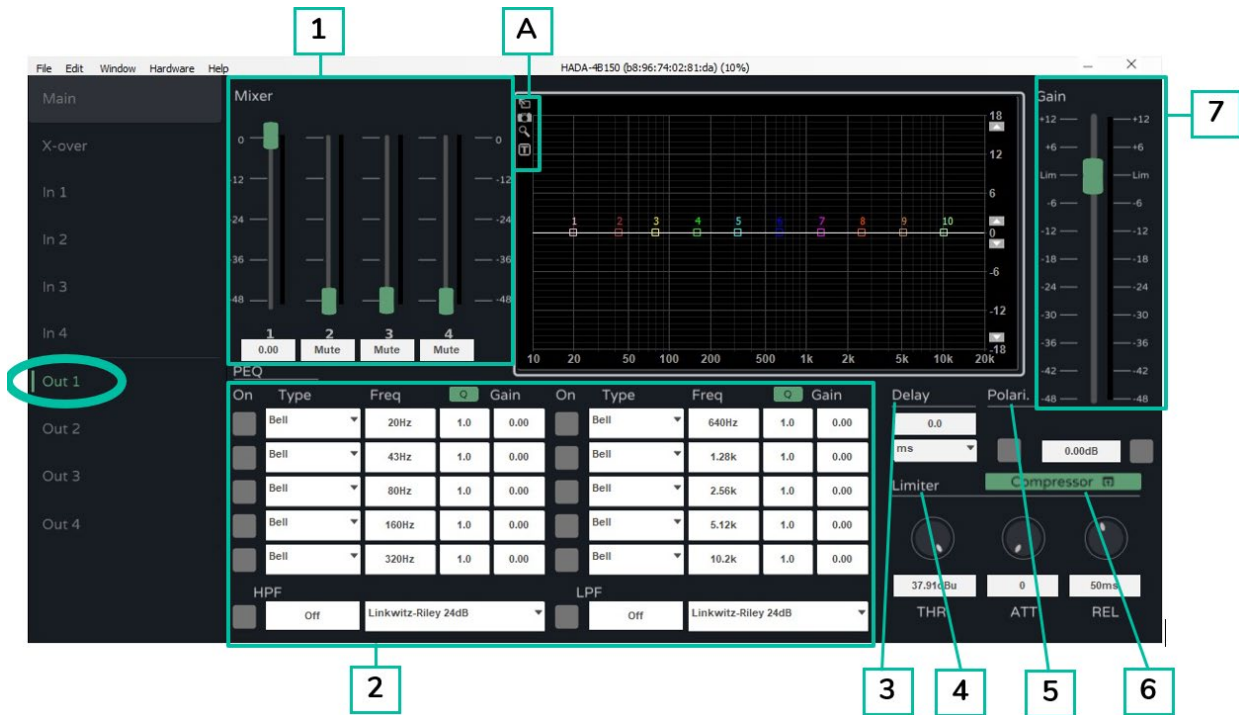 1
A
File Edit Window Hardware Help
HADA-4B150 (b8:96:74:02:81:da) (10%)
Main
X-over
In 1
In 2
In 3
In 4
Out 1
Out 2
Out 3
Out 4
Mixer
0 0
-12 -12
-24 -24
-36 -36
-48 -48
1 2 3 4
0.00 Mute Mute Mute
T
18
12
6
0
-6
-12
-18
1 2 3 4 5 6 7 8 9 10
10 20 50 100 200 500 1k 2k 5k 10k 20K
Gain
+12 +12
+6 +6
Lim Lim
-6 -6
-12 -12
-18 -18
-24 -24
-30 -30
-36 -36
-42 -42
-48 -48
7
PEQ
On Type Freq Q Gain On Type Freq Q Gain
Bell 20Hz 1.0 0.00 Bell 640Hz 1.0 0.00
Bell 43Hz 1.0 0.00 Bell 1.28k 1.0 0.00
Bell 80Hz 1.0 0.00 Bell 2.56k 1.0 0.00
Bell 160Hz 1.0 0.00 Bell 5.12k 1.0 0.00
Bell 320Hz 1.0 0.00 Bell 10.2k 1.0 0.00
HPF LPF
Off Linkwitz-Riley 24dB Off Linkwitz-Riley 24dB
Delay Polari.
0.0
ms 0.00dB
Limiter Compressor
37.91dBu 0 50ms
THR ATT REL
2
3
4
5
6